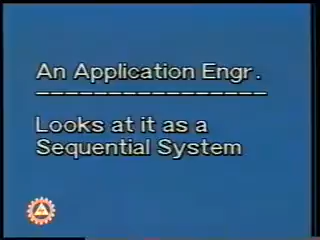 An Application Engr.
----------------
Looks at it as a
Sequential System